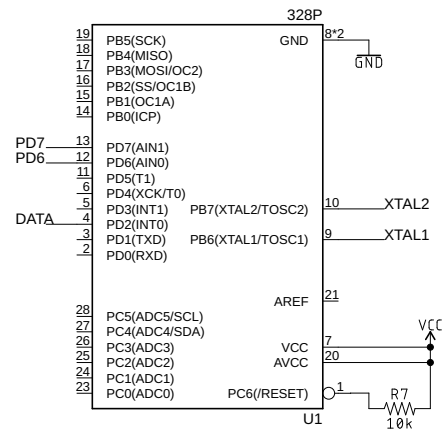 328P
19 PB5(SCK) GND 8*2
18 PB4(MISO) GND
17 PB3(MOSI/OC2)
16 PB2(SS/OC1B)
15 PB1(OC1A)
14 PB0(ICP)
PD7 13 PD7(AIN1)
PD6 12 PD6(AIN0)
11 PD5(T1)
6 PD4(XCK/T0)
5 PD3(INT1) PB7(XTAL2/TOSC2) 10 XTAL2
DATA 4 PD2(INT0)
3 PD1(TXD) PB6(XTAL1/TOSC1) 9 XTAL1
2 PD0(RXD)
AREF 21
28 PC5(ADC5/SCL) VCC
27 PC4(ADC4/SDA)
26 PC3(ADC3) VCC 7
25 PC2(ADC2) AVCC 20
24 PC1(ADC1)
23 PC0(ADC0) PC6(/RESET) 1 R7
U1 10k